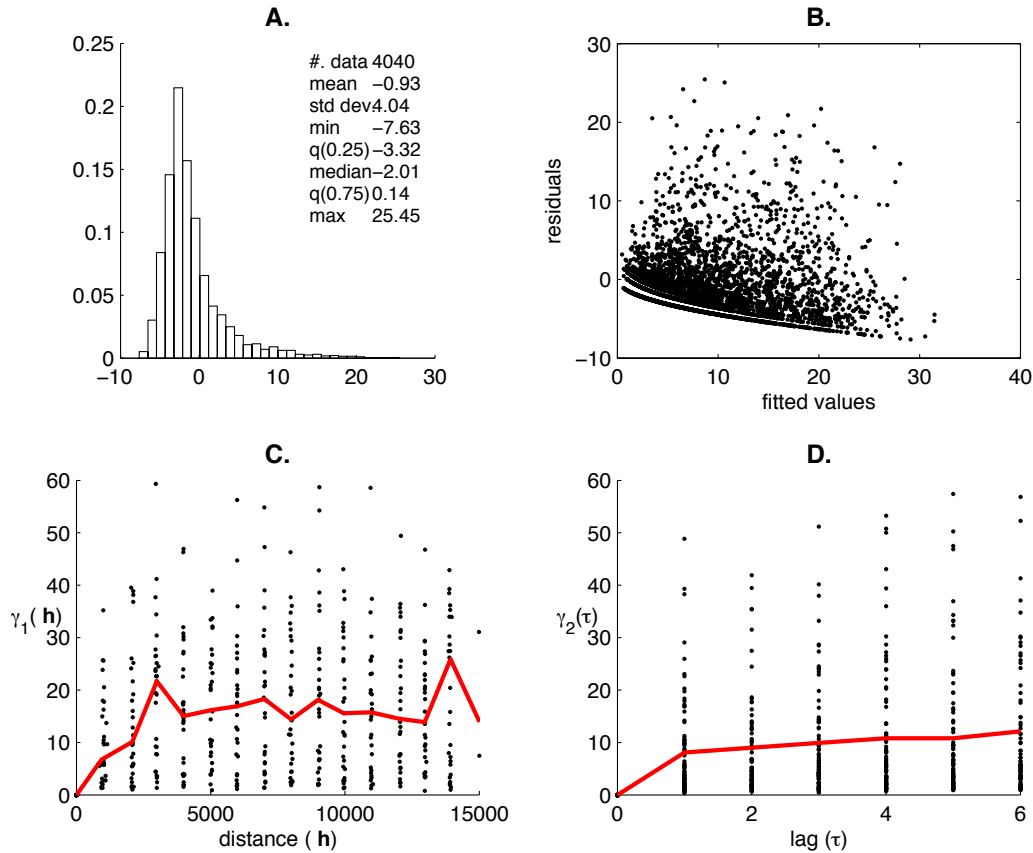 A.
0.25
0.2
0.15
0.1
0.05
0
−10
0
10
20
30
#. data 4040
mean −0.93
std dev 4.04
min −7.63
q(0.25) −3.32
median −2.01
q(0.75) 0.14
max 25.45
B.
30
20
10
0
−10
residuals
0
10
20
30
40
fitted values
C.
60
50
40
30
20
10
0
γ1( h)
0
5000
10000
15000
distance ( h)
D.
60
50
40
30
20
10
0
γ2(τ)
0
2
4
6
lag (τ)